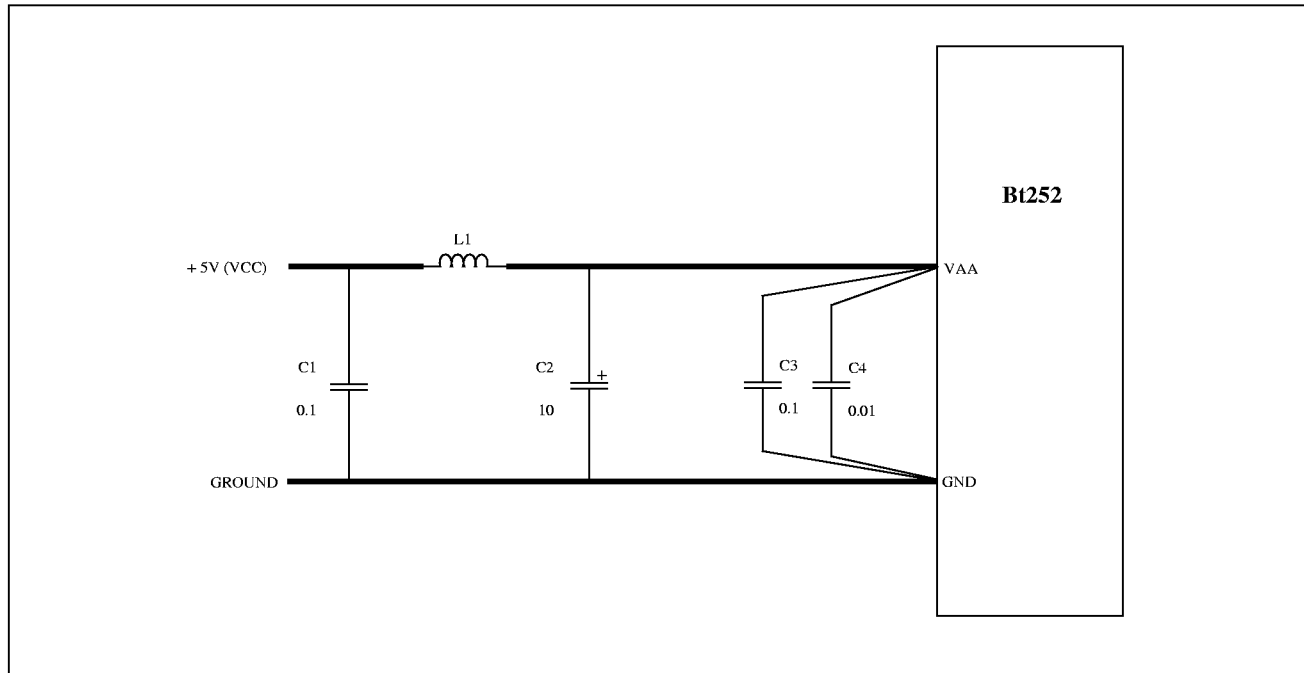 Bt252
L1
+ 5V (VCC)
VAA
C1
0.1
C2
+
10
C3
0.1
C4
0.01
GROUND
GND